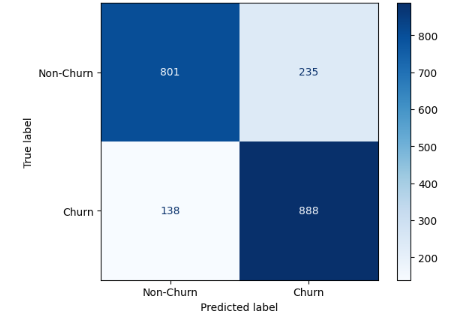 True label
Non-Churn
801
235
Churn
138
888
Non-Churn
Churn
Predicted label
800
700
600
500
400
300
200